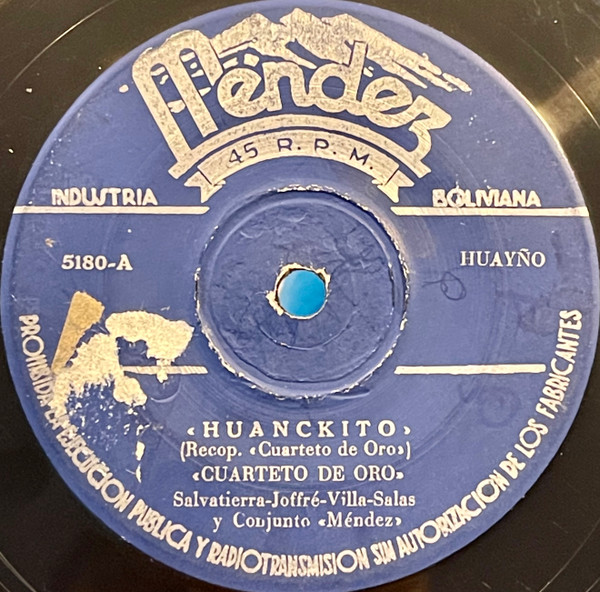 Méndez
45 R. P. M.
INDUSTRIA BOLIVIANA
5180-A HUAYÑO
«HUANCKITO»
(Recop. «Cuarteto de Oro»)
«CUARTETO DE ORO»
Salvatierra-Joffré-Villa-Salas
y Conjunto «Méndez»
PROHIBIDA LA EJECUCION PUBLICA Y RADIOTRANSMISION SIN AUTORIZACION DE LOS FABRICANTES